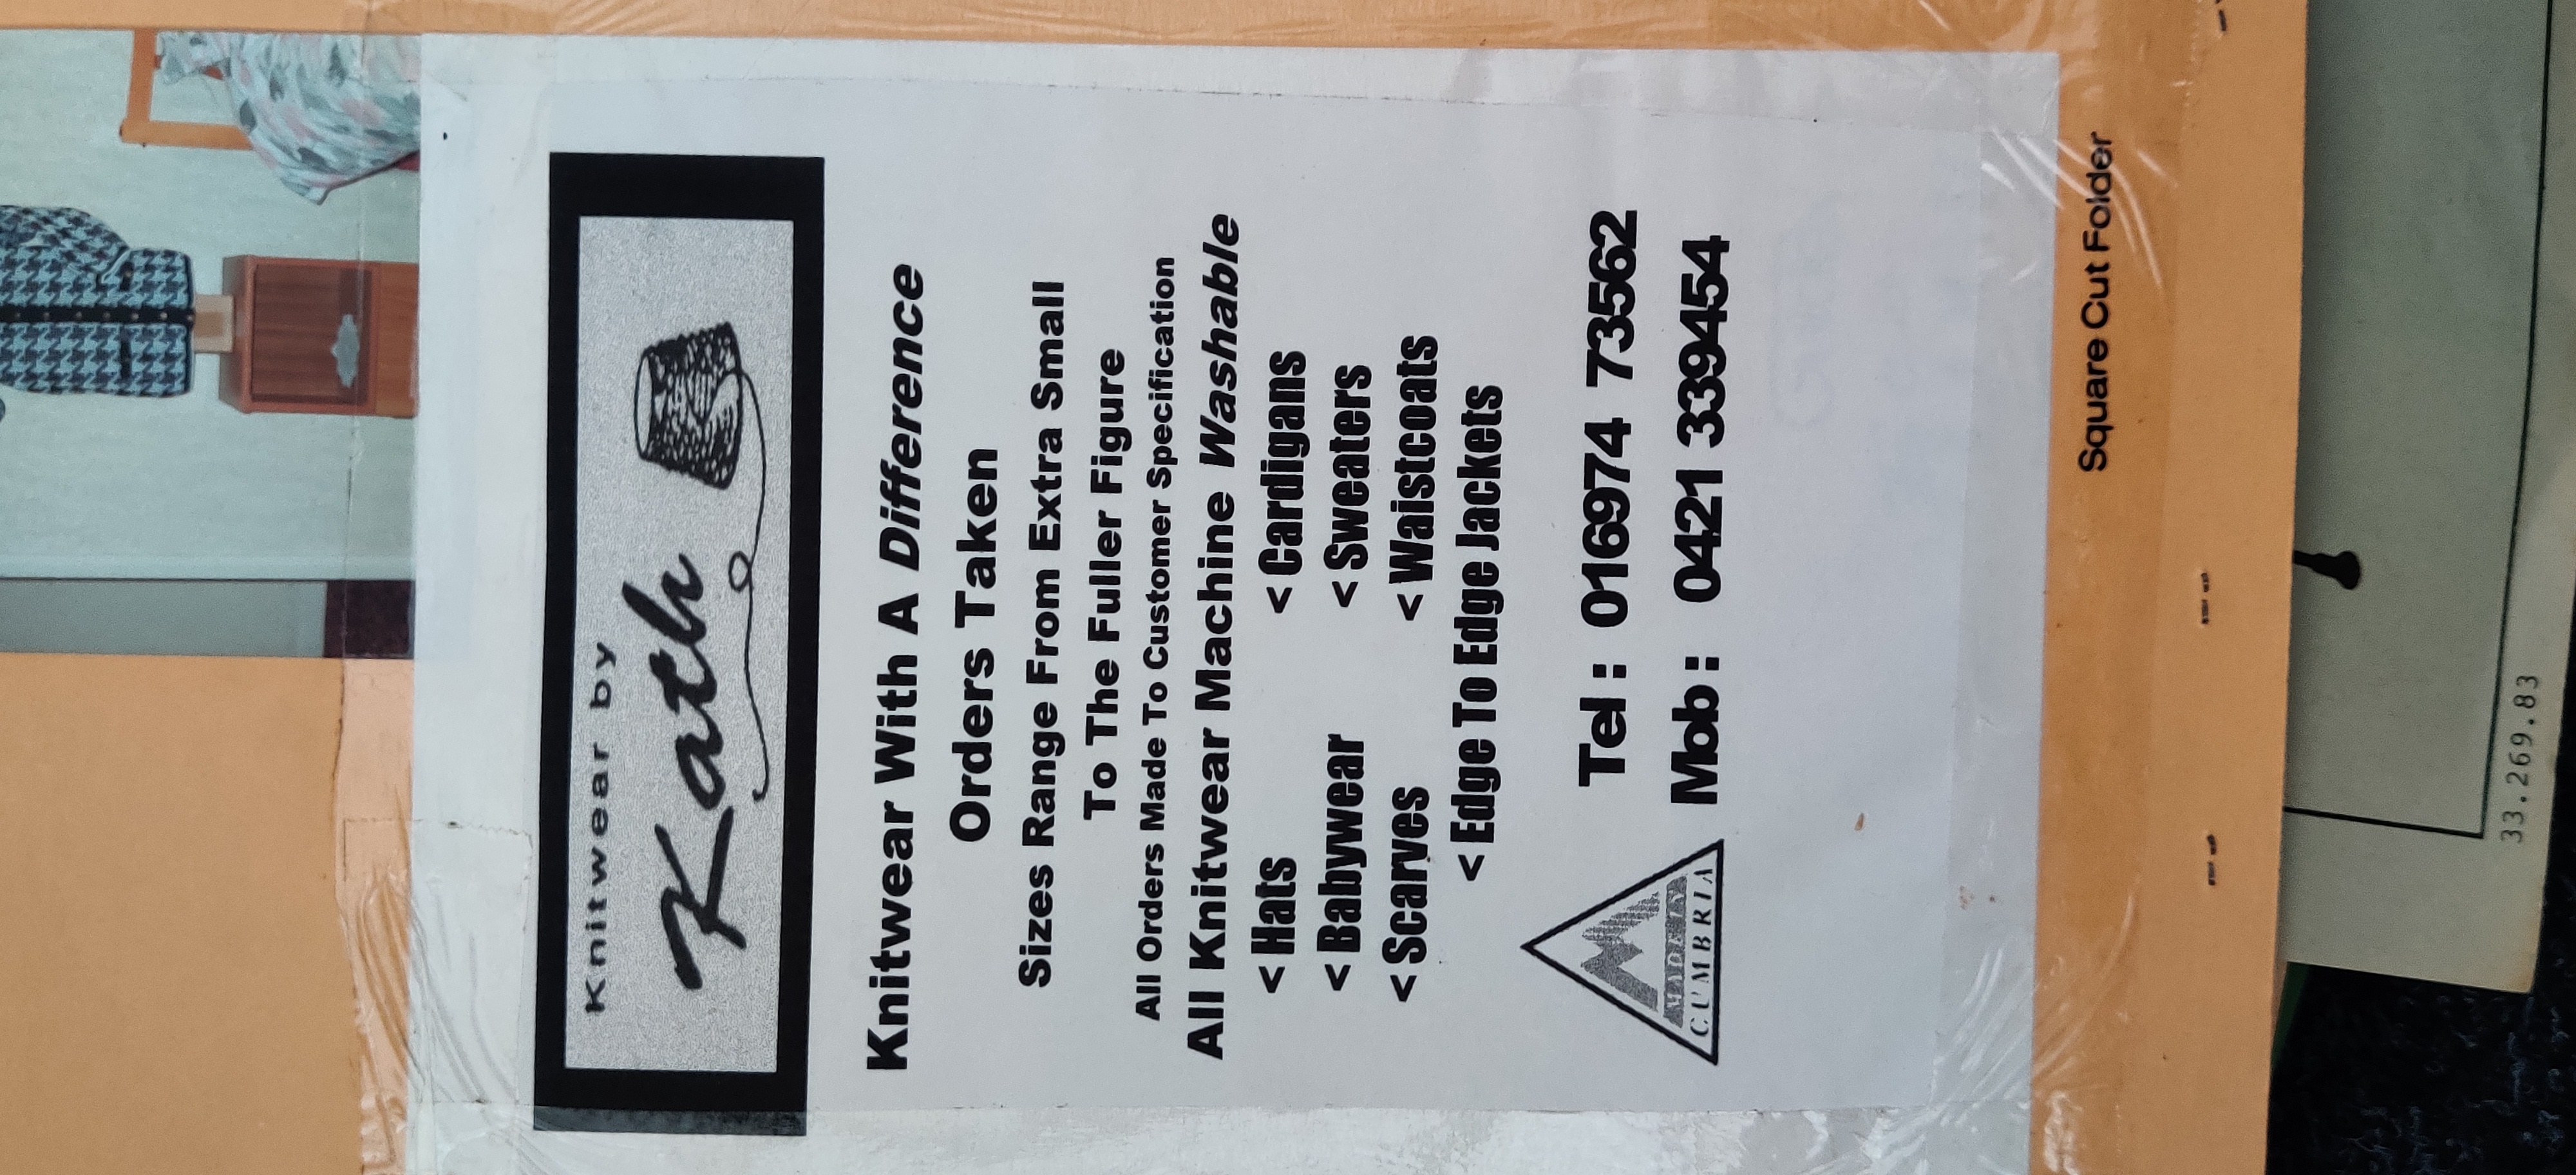 Knitwear by
Kath
Knitwear With A Difference
Orders Taken
Sizes Range From Extra Small
To The Fuller Figure
All Orders Made To Customer Specification
All Knitwear Machine Washable
< Hats
< Cardigans
< Babywear
< Sweaters
< Scarves
< Waistcoats
< Edge To Edge Jackets
MADE IN
CUMBRIA
Tel : 016974 73562
Mob : 0421 339454
Square Cut Folder
33.269.83